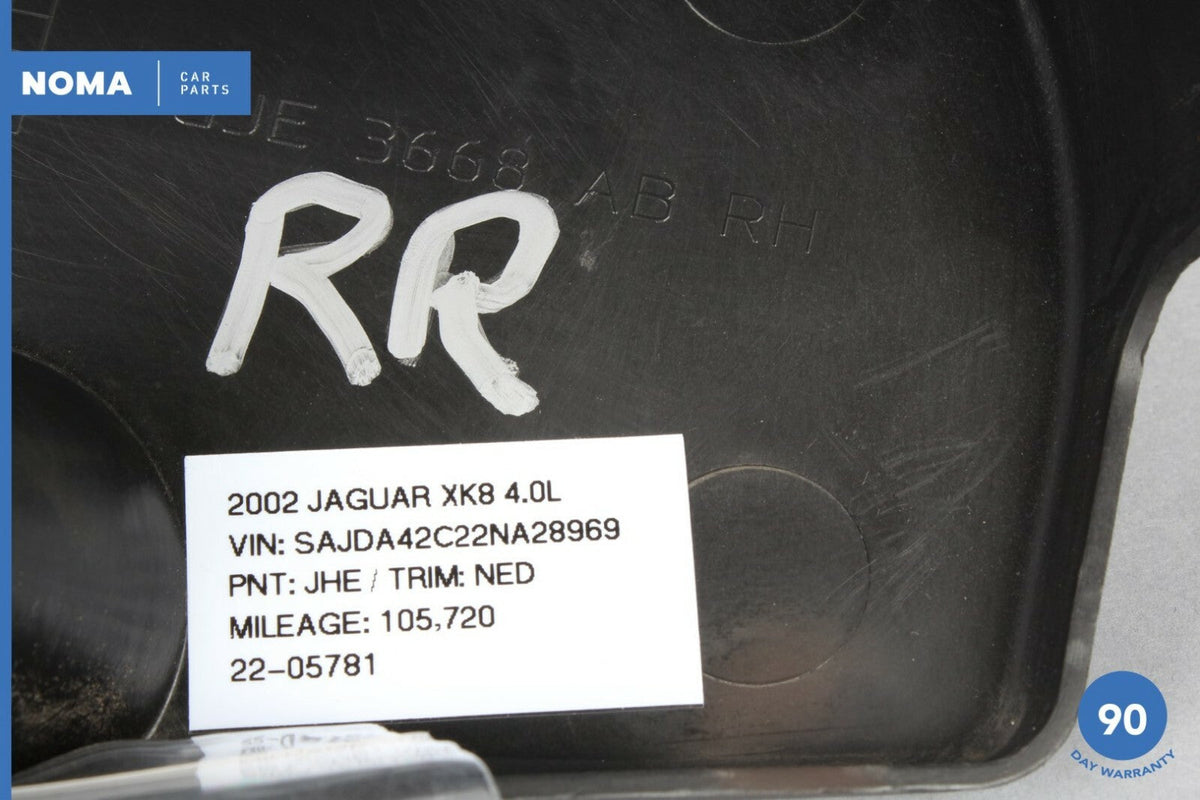 NOMA
CAR
PARTS
GJE 3668 AB RH
RR
2002 JAGUAR XK8 4.0L
VIN: SAJDA42C22NA28969
PNT: JHE / TRIM: NED
MILEAGE: 105,720
22-05781
90
DAY WARRANTY